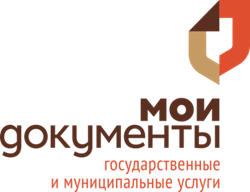 мои
документы
государственные
и муниципальные услуги